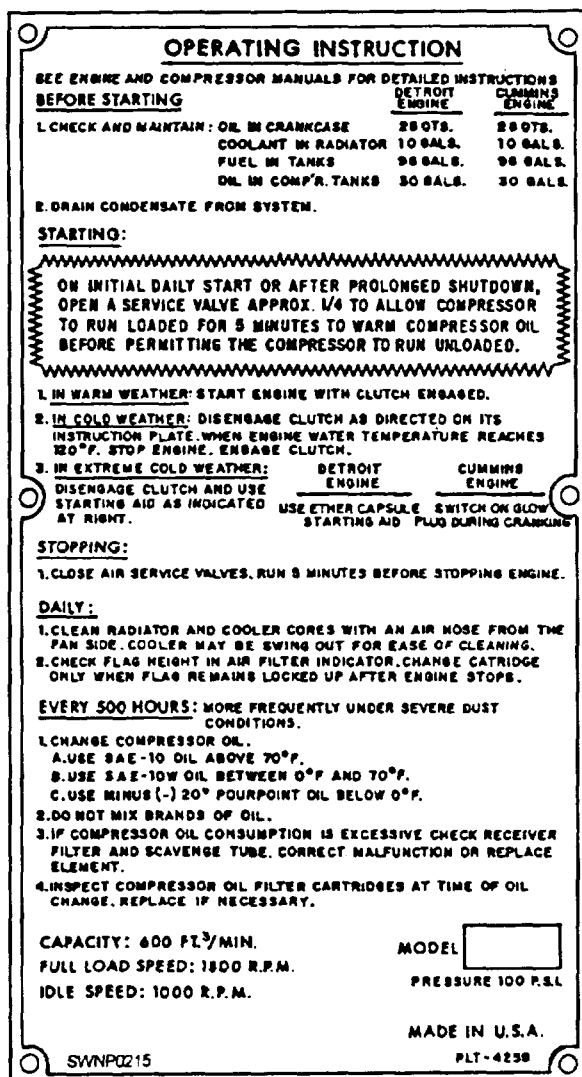 OPERATING INSTRUCTION
SEE ENGINE AND COMPRESSOR MANUALS FOR DETAILED INSTRUCTIONS
BEFORE STARTING DETROIT ENGINE CUMMINS ENGINE
1. CHECK AND MAINTAIN: OIL IN CRANKCASE 28 QTS. 28 QTS.
COOLANT IN RADIATOR 10 GALS. 10 GALS.
FUEL IN TANKS 96 GALS. 96 GALS.
OIL IN COMP'R. TANKS 30 GALS. 30 GALS.
2. DRAIN CONDENSATE FROM SYSTEM.
STARTING:
ON INITIAL DAILY START OR AFTER PROLONGED SHUTDOWN,
OPEN A SERVICE VALVE APPROX. 1/4 TO ALLOW COMPRESSOR
TO RUN LOADED FOR 5 MINUTES TO WARM COMPRESSOR OIL
BEFORE PERMITTING THE COMPRESSOR TO RUN UNLOADED.
1. IN WARM WEATHER: START ENGINE WITH CLUTCH ENGAGED.
2. IN COLD WEATHER: DISENGAGE CLUTCH AS DIRECTED ON ITS
INSTRUCTION PLATE. WHEN ENGINE WATER TEMPERATURE REACHES
120°F. STOP ENGINE. ENGAGE CLUTCH.
3. IN EXTREME COLD WEATHER:
DISENGAGE CLUTCH AND USE
STARTING AID AS INDICATED
AT RIGHT.
DETROIT
ENGINE
USE ETHER CAPSULE
STARTING AID
CUMMINS
ENGINE
SWITCH ON GLOW
PLUG DURING CRANKING
STOPPING:
1. CLOSE AIR SERVICE VALVES. RUN 5 MINUTES BEFORE STOPPING ENGINE.
DAILY:
1. CLEAN RADIATOR AND COOLER CORES WITH AN AIR HOSE FROM THE
FAN SIDE. COOLER MAY BE SWING OUT FOR EASE OF CLEANING.
2. CHECK FLAG HEIGHT IN AIR FILTER INDICATOR. CHANGE CATRIDGE
ONLY WHEN FLAG REMAINS LOCKED UP AFTER ENGINE STOPS.
EVERY 500 HOURS: MORE FREQUENTLY UNDER SEVERE DUST
CONDITIONS.
1. CHANGE COMPRESSOR OIL.
A. USE SAE-10 OIL ABOVE 70°F.
B. USE SAE-10W OIL BETWEEN 0°F AND 70°F.
C. USE MINUS (-) 20° POURPOINT OIL BELOW 0°F.
2. DO NOT MIX BRANDS OF OIL.
3. IF COMPRESSOR OIL CONSUMPTION IS EXCESSIVE CHECK RECEIVER
FILTER AND SCAVENGE TUBE. CORRECT MALFUNCTION OR REPLACE
ELEMENT.
4. INSPECT COMPRESSOR OIL FILTER CARTRIDGES AT TIME OF OIL
CHANGE. REPLACE IF NECESSARY.
CAPACITY: 600 FT.³/MIN.
FULL LOAD SPEED: 1800 R.P.M.
IDLE SPEED: 1000 R.P.M.
MODEL
PRESSURE 100 P.S.I.
MADE IN U.S.A.
SWNP0215
PLT-4259